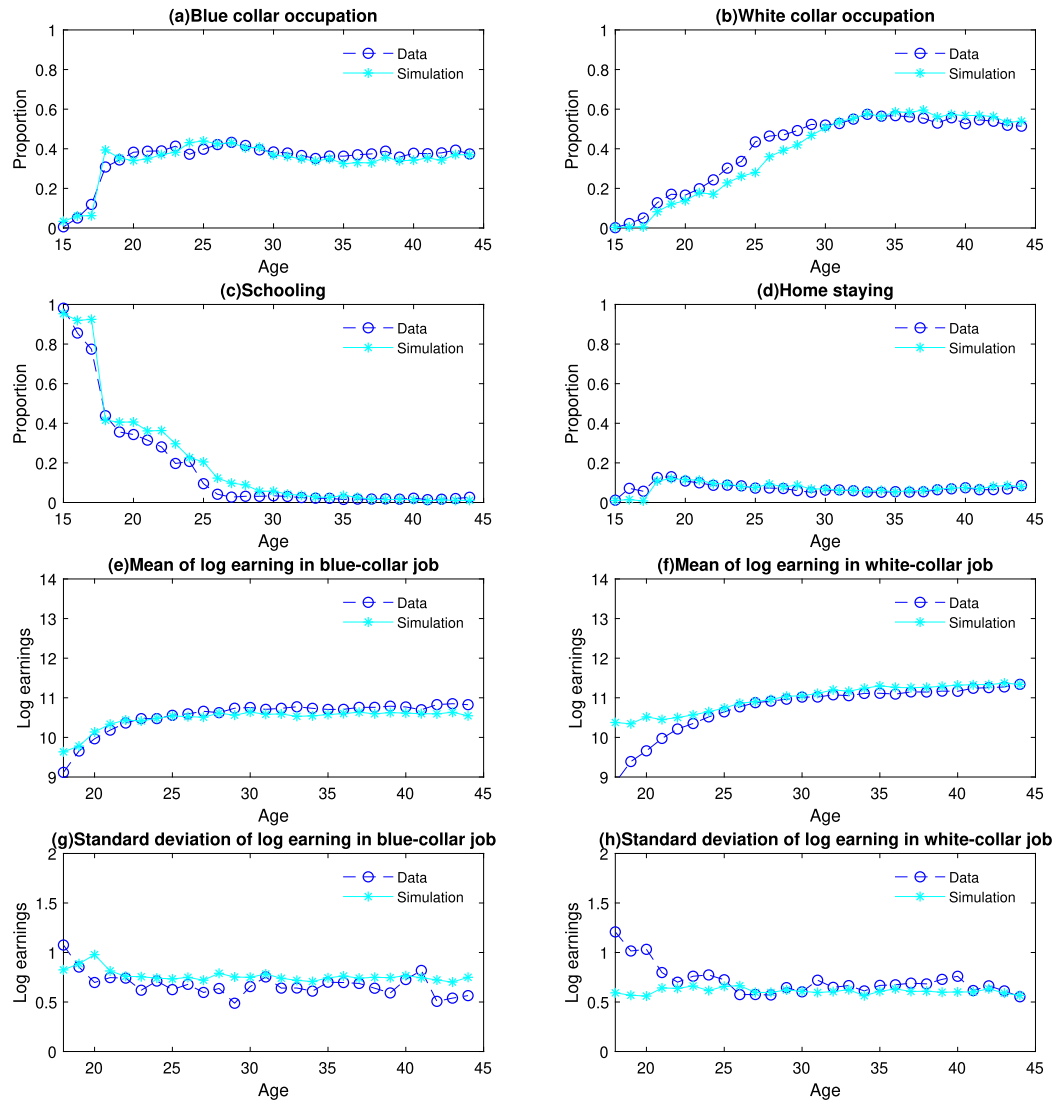 (a)Blue collar occupation
1
0.8
0.6
0.4
0.2
0
Proportion
Data
Simulation
15 20 25 30 35 40 45
Age
(b)White collar occupation
1
0.8
0.6
0.4
0.2
0
Proportion
Data
Simulation
15 20 25 30 35 40 45
Age
(c)Schooling
1
0.8
0.6
0.4
0.2
0
Proportion
Data
Simulation
15 20 25 30 35 40 45
Age
(d)Home staying
1
0.8
0.6
0.4
0.2
0
Proportion
Data
Simulation
15 20 25 30 35 40 45
Age
(e)Mean of log earning in blue-collar job
14
13
12
11
10
9
Log earnings
Data
Simulation
20 25 30 35 40 45
Age
(f)Mean of log earning in white-collar job
14
13
12
11
10
9
Log earnings
Data
Simulation
20 25 30 35 40 45
Age
(g)Standard deviation of log earning in blue-collar job
2
1.5
1
0.5
0
Log earnings
Data
Simulation
20 25 30 35 40 45
Age
(h)Standard deviation of log earning in white-collar job
2
1.5
1
0.5
0
Log earnings
Data
Simulation
20 25 30 35 40 45
Age